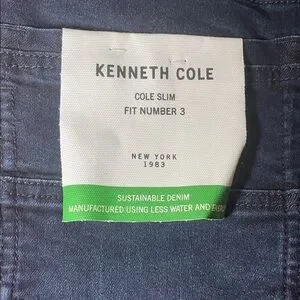 KENNETH COLE
COLE SLIM
FIT NUMBER 3
NEW YORK
1983
SUSTAINABLE DENIM
MANUFACTURED USING LESS WATER AND